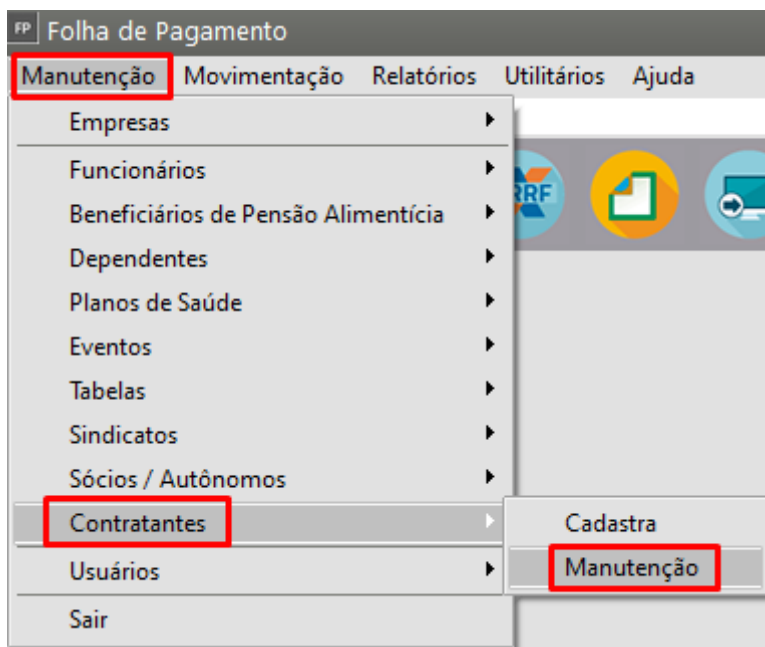 FP Folha de Pagamento
Manutenção Movimentação Relatórios Utilitários Ajuda
Empresas
RRF
Funcionários
Beneficiários de Pensão Alimentícia
Dependentes
Planos de Saúde
Eventos
Tabelas
Sindicatos
Sócios / Autônomos
Contratantes
Cadastra
Manutenção
Usuários
Sair